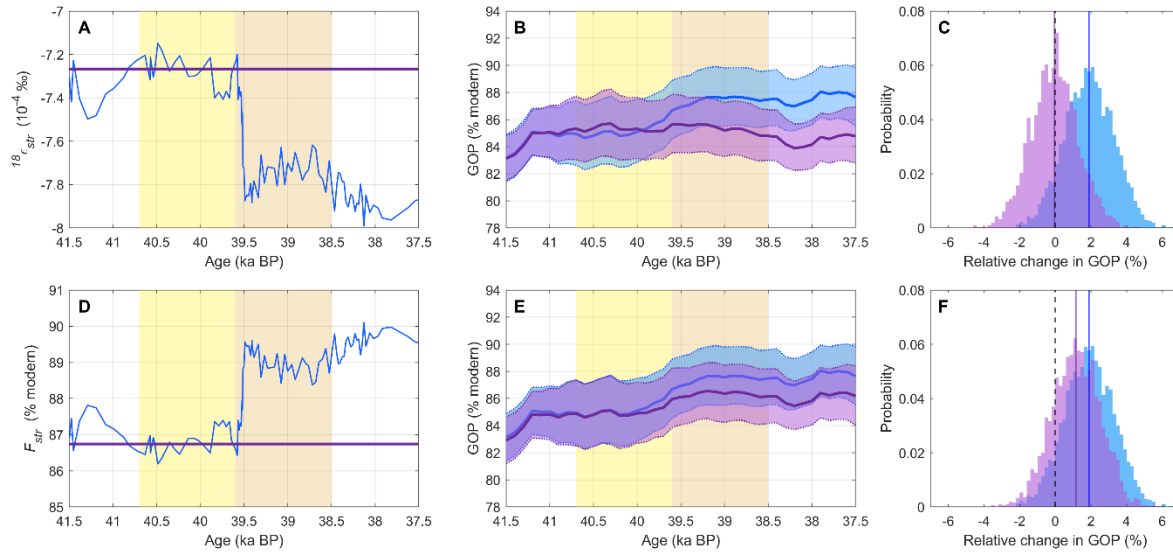 A
-7
-7.2
-7.4
-7.6
-7.8
-8
18ε str (10-4 ‰)
41.5 41 40.5 40 39.5 39 38.5 38 37.5
Age (ka BP)
B
94
92
90
88
86
84
82
80
78
GOP (% modern)
41.5 41 40.5 40 39.5 39 38.5 38 37.5
Age (ka BP)
C
0.08
0.06
0.04
0.02
0
Probability
-6 -4 -2 0 2 4 6
Relative change in GOP (%)
D
91
90
89
88
87
86
85
Fstr (% modern)
41.5 41 40.5 40 39.5 39 38.5 38 37.5
Age (ka BP)
E
94
92
90
88
86
84
82
80
78
GOP (% modern)
41.5 41 40.5 40 39.5 39 38.5 38 37.5
Age (ka BP)
F
0.08
0.06
0.04
0.02
0
Probability
-6 -4 -2 0 2 4 6
Relative change in GOP (%)